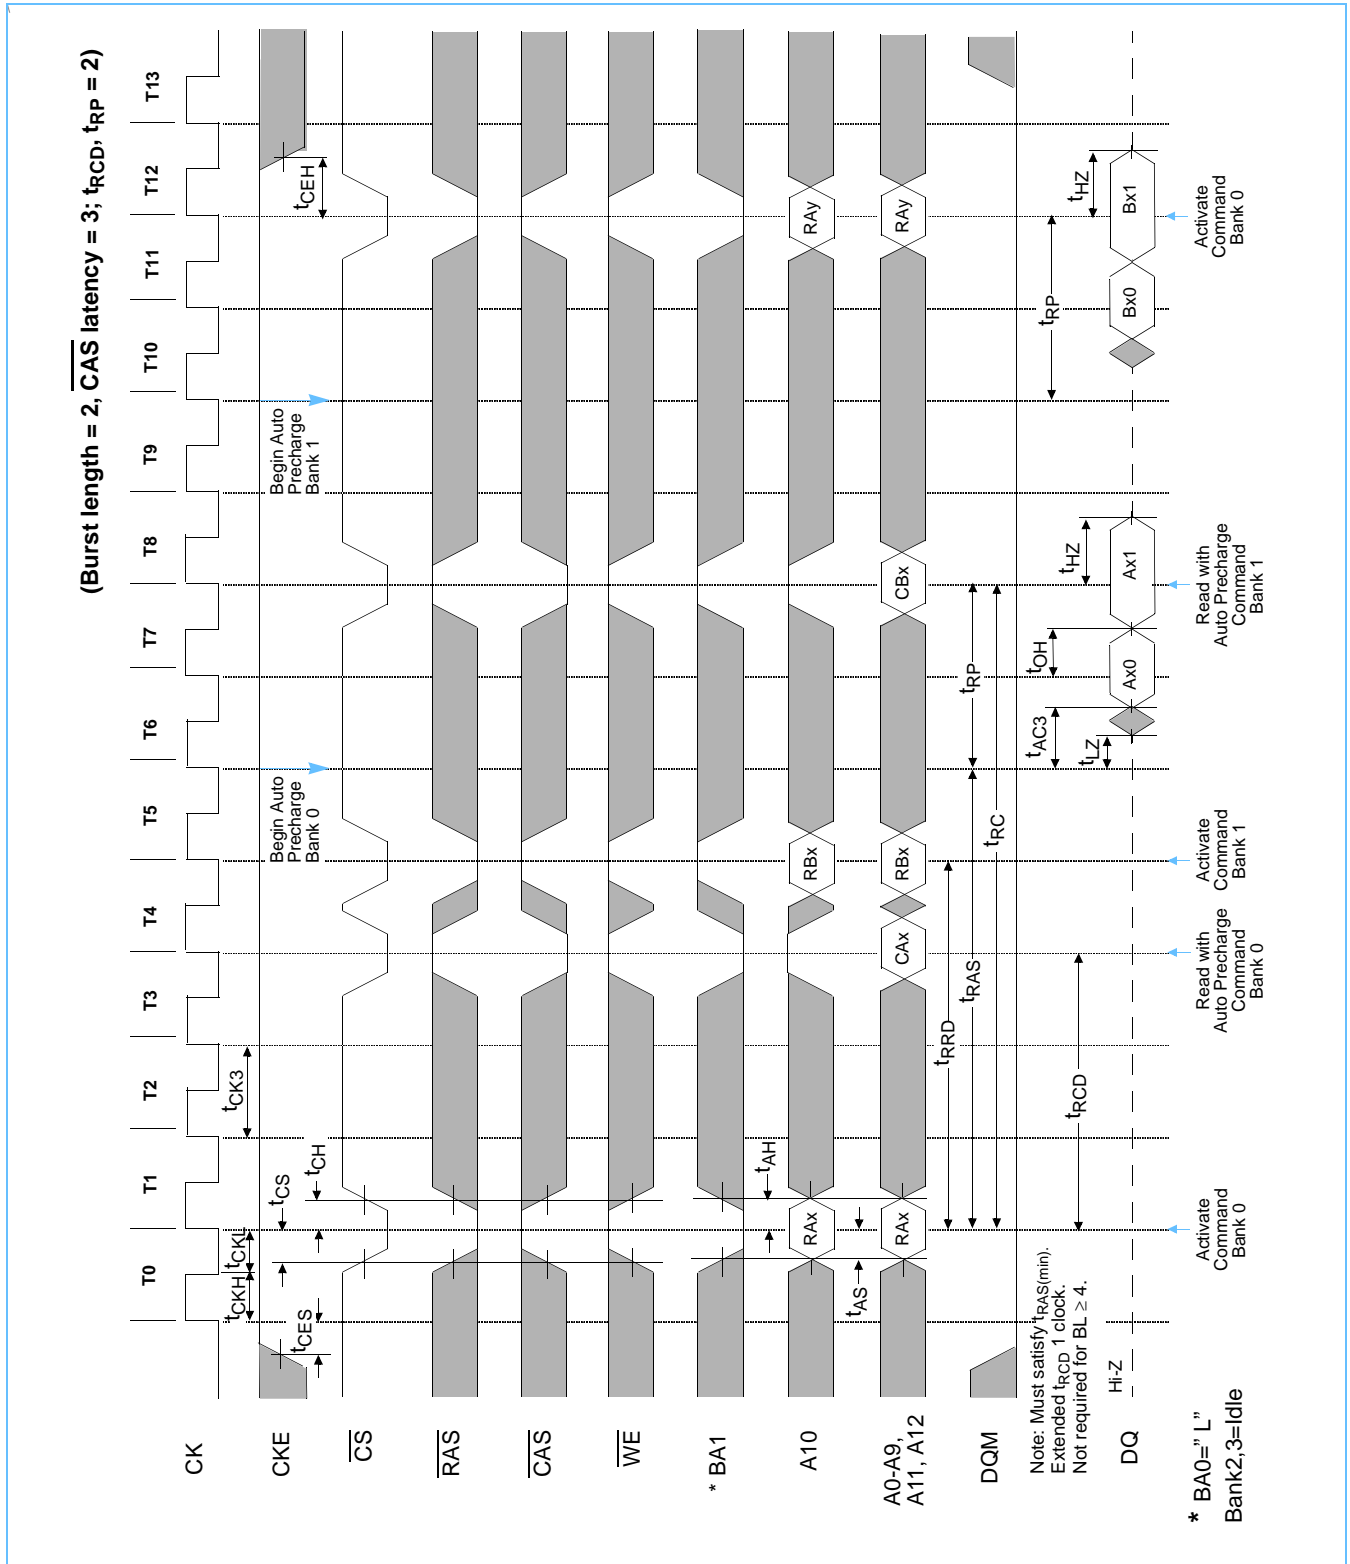 (Burst length = 2, CAS latency = 3; tRCD, tRP = 2)
T0 T1 T2 T3 T4 T5 T6 T7 T8 T9 T10 T11 T12 T13
CK
tCKH tCKL tCK3
CKE
tCES tCS tCH
Begin Auto
Precharge
Bank 0
Begin Auto
Precharge
Bank 1
tCEH
CS
RAS
CAS
WE
* BA1
tAH
A10
RAx RBx RAy
tAS
A0-A9,
A11, A12
RAx CAx RBx CBx RAy
tRRD
DQM
tRAS tRP
tRC
Note: Must satisfy tRAS(min).
Extended tRCD 1 clock.
Not required for BL ≥ 4.
tRCD
tAC3 tOH tRP
tLZ tHZ tHZ
Hi-Z
DQ
Ax0 Ax1 Bx0 Bx1
Activate
Command
Bank 0
Read with
Auto Precharge
Command
Bank 0
Activate
Command
Bank 1
Read with
Auto Precharge
Command
Bank 1
Activate
Command
Bank 0
* BA0=” L”
Bank2,3=Idle